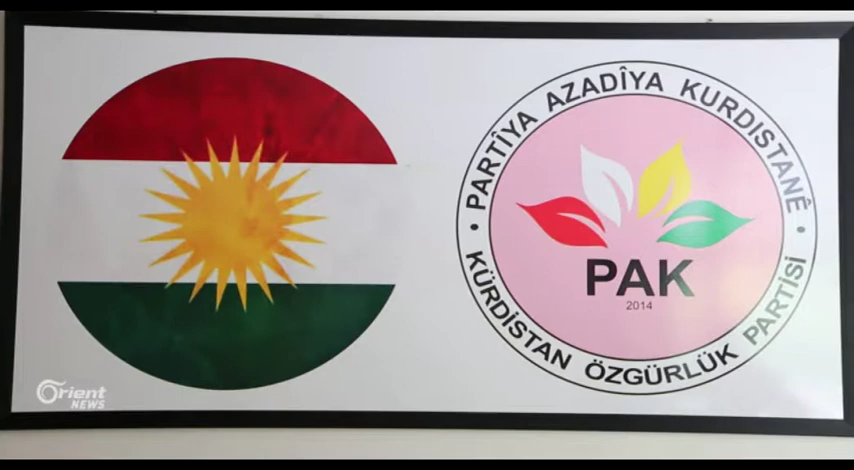 PARTÎYA AZADÎYA KURDISTANÊ
PAK
2014
KÜRDİSTAN ÖZGÜRLÜK PARTİSİ
Orient
NEWS